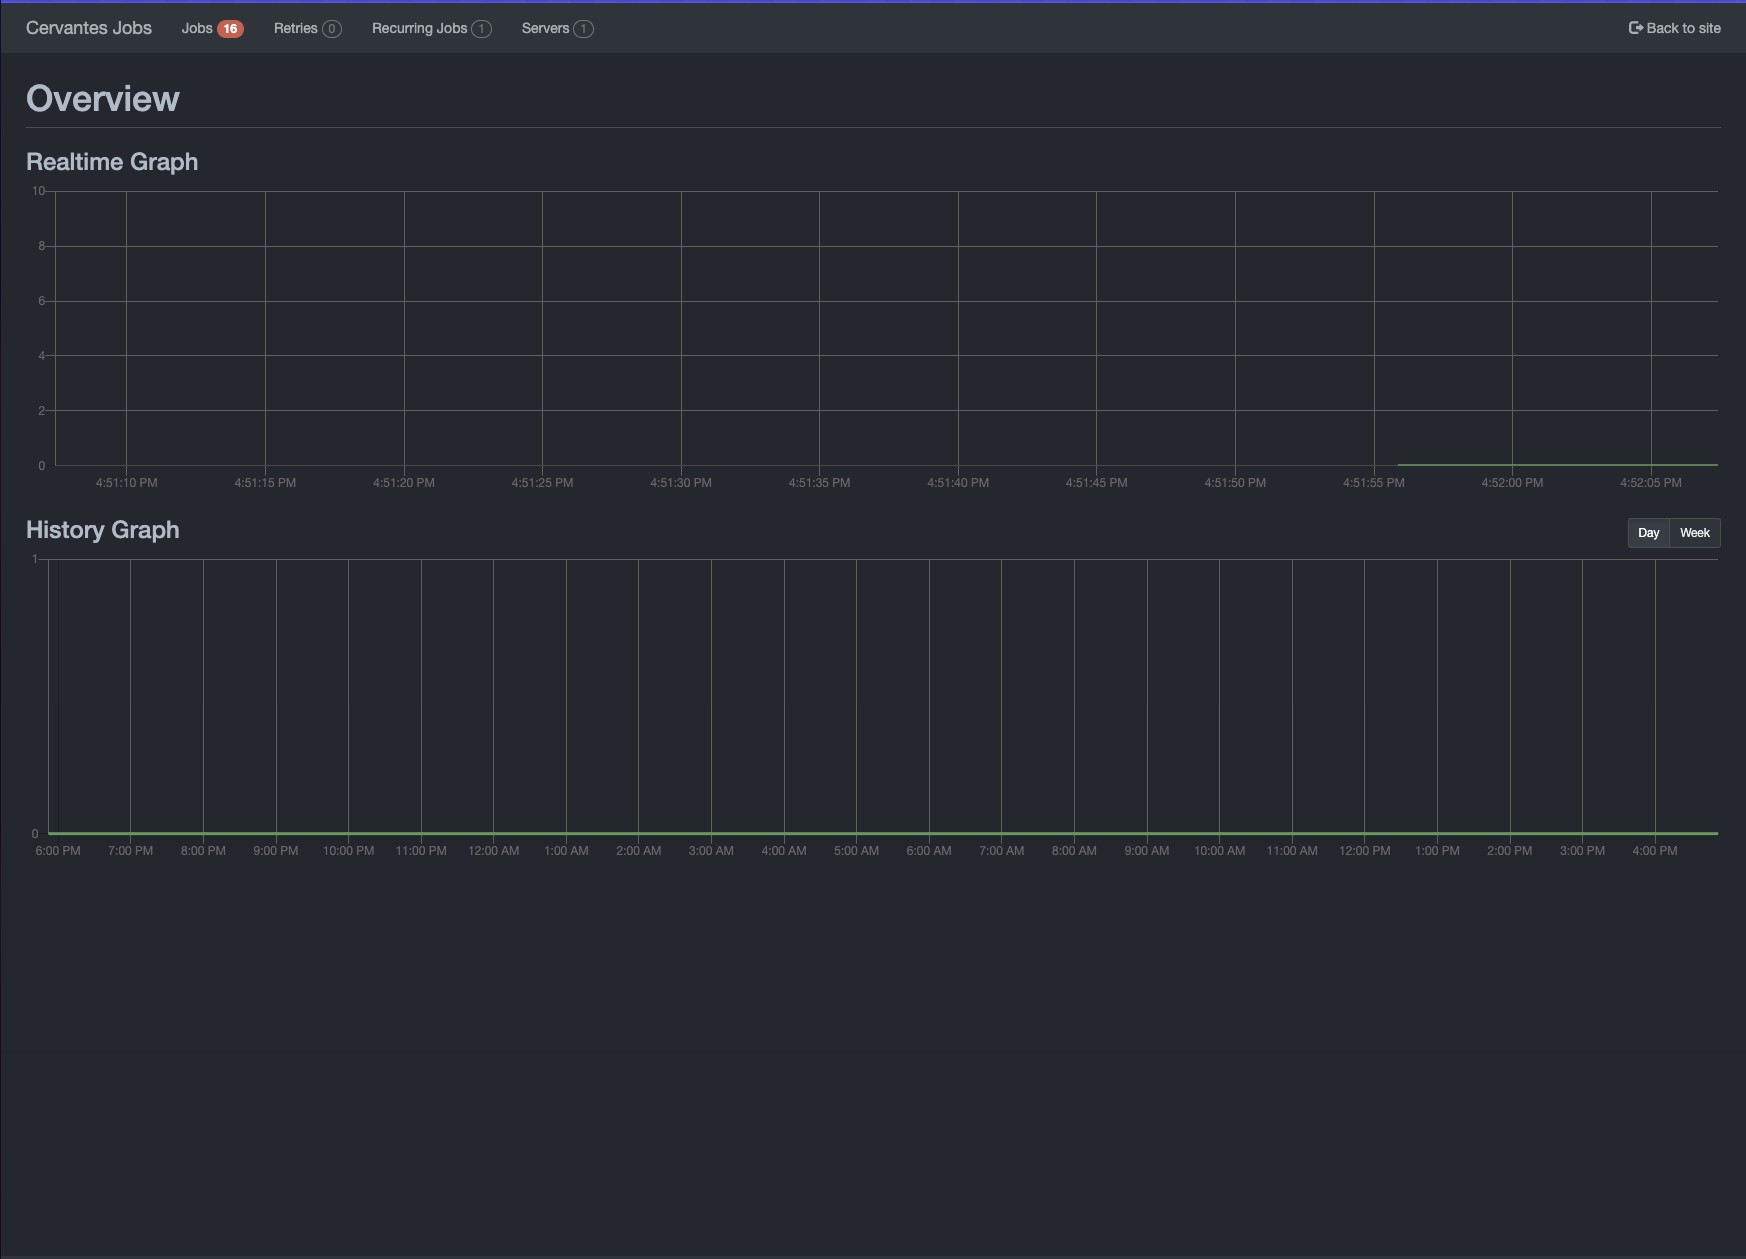 Cervantes Jobs Jobs 16 Retries 0 Recurring Jobs 1 Servers 1 Back to site
Overview
Realtime Graph
10
8
6
4
2
0
4:51:10 PM 4:51:15 PM 4:51:20 PM 4:51:25 PM 4:51:30 PM 4:51:35 PM 4:51:40 PM 4:51:45 PM 4:51:50 PM 4:51:55 PM 4:52:00 PM 4:52:05 PM
History Graph Day Week
1
0
6:00 PM 7:00 PM 8:00 PM 9:00 PM 10:00 PM 11:00 PM 12:00 AM 1:00 AM 2:00 AM 3:00 AM 4:00 AM 5:00 AM 6:00 AM 7:00 AM 8:00 AM 9:00 AM 10:00 AM 11:00 AM 12:00 PM 1:00 PM 2:00 PM 3:00 PM 4:00 PM